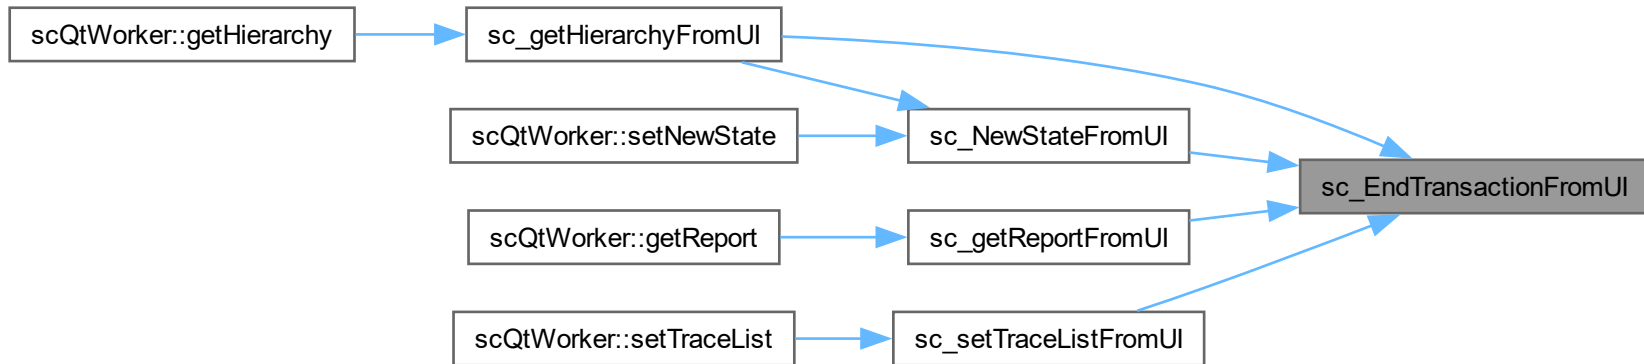 scQtWorker::getHierarchy
sc_getHierarchyFromUI
scQtWorker::setNewState
sc_NewStateFromUI
sc_EndTransactionFromUI
scQtWorker::getReport
sc_getReportFromUI
scQtWorker::setTraceList
sc_setTraceListFromUI